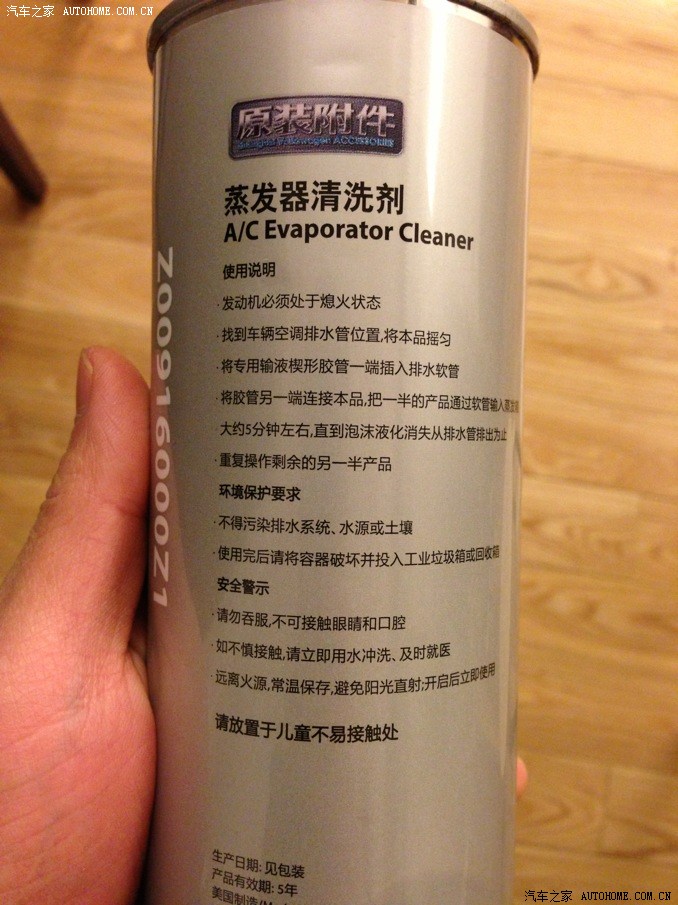 汽车之家 AUTOHOME.COM.CN
原装附件
蒸发器清洗剂
A/C Evaporator Cleaner
使用说明
·发动机必须处于熄火状态
·找到车辆空调排水管位置,将本品摇匀
·将专用输液楔形胶管一端插入排水软管
·将胶管另一端连接本品,把一半的产品通过软管输入蒸发箱
·大约5分钟左右,直到泡沫液化消失从排水管排出为止
·重复操作剩余的另一半产品
环境保护要求
·不得污染排水系统、水源或土壤
·使用完后请将容器破坏并投入工业垃圾箱或回收箱
安全警示
·请勿吞服,不可接触眼睛和口腔
·如不慎接触,请立即用水冲洗、及时就医
·远离火源,常温保存,避免阳光直射;开启后立即使用
请放置于儿童不易接触处
生产日期: 见包装
产品有效期: 5年
美国制造
Z00916000Z1
汽车之家 AUTOHOME.COM.CN